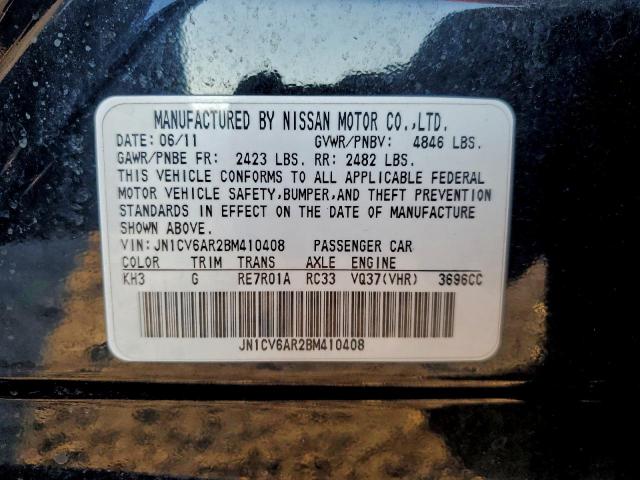 MANUFACTURED BY NISSAN MOTOR CO.,LTD.
DATE: 06/11 GVWR/PNBV: 4846 LBS.
GAWR/PNBE FR: 2423 LBS. RR: 2482 LBS.
THIS VEHICLE CONFORMS TO ALL APPLICABLE FEDERAL
MOTOR VEHICLE SAFETY,BUMPER,AND THEFT PREVENTION
STANDARDS IN EFFECT ON THE DATE OF MANUFACTURE
SHOWN ABOVE.
VIN: JN1CV6AR2BM410408 PASSENGER CAR
COLOR TRIM TRANS AXLE ENGINE
KH3 G RE7R01A RC33 VQ37(VHR) 3696CC
JN1CV6AR2BM410408